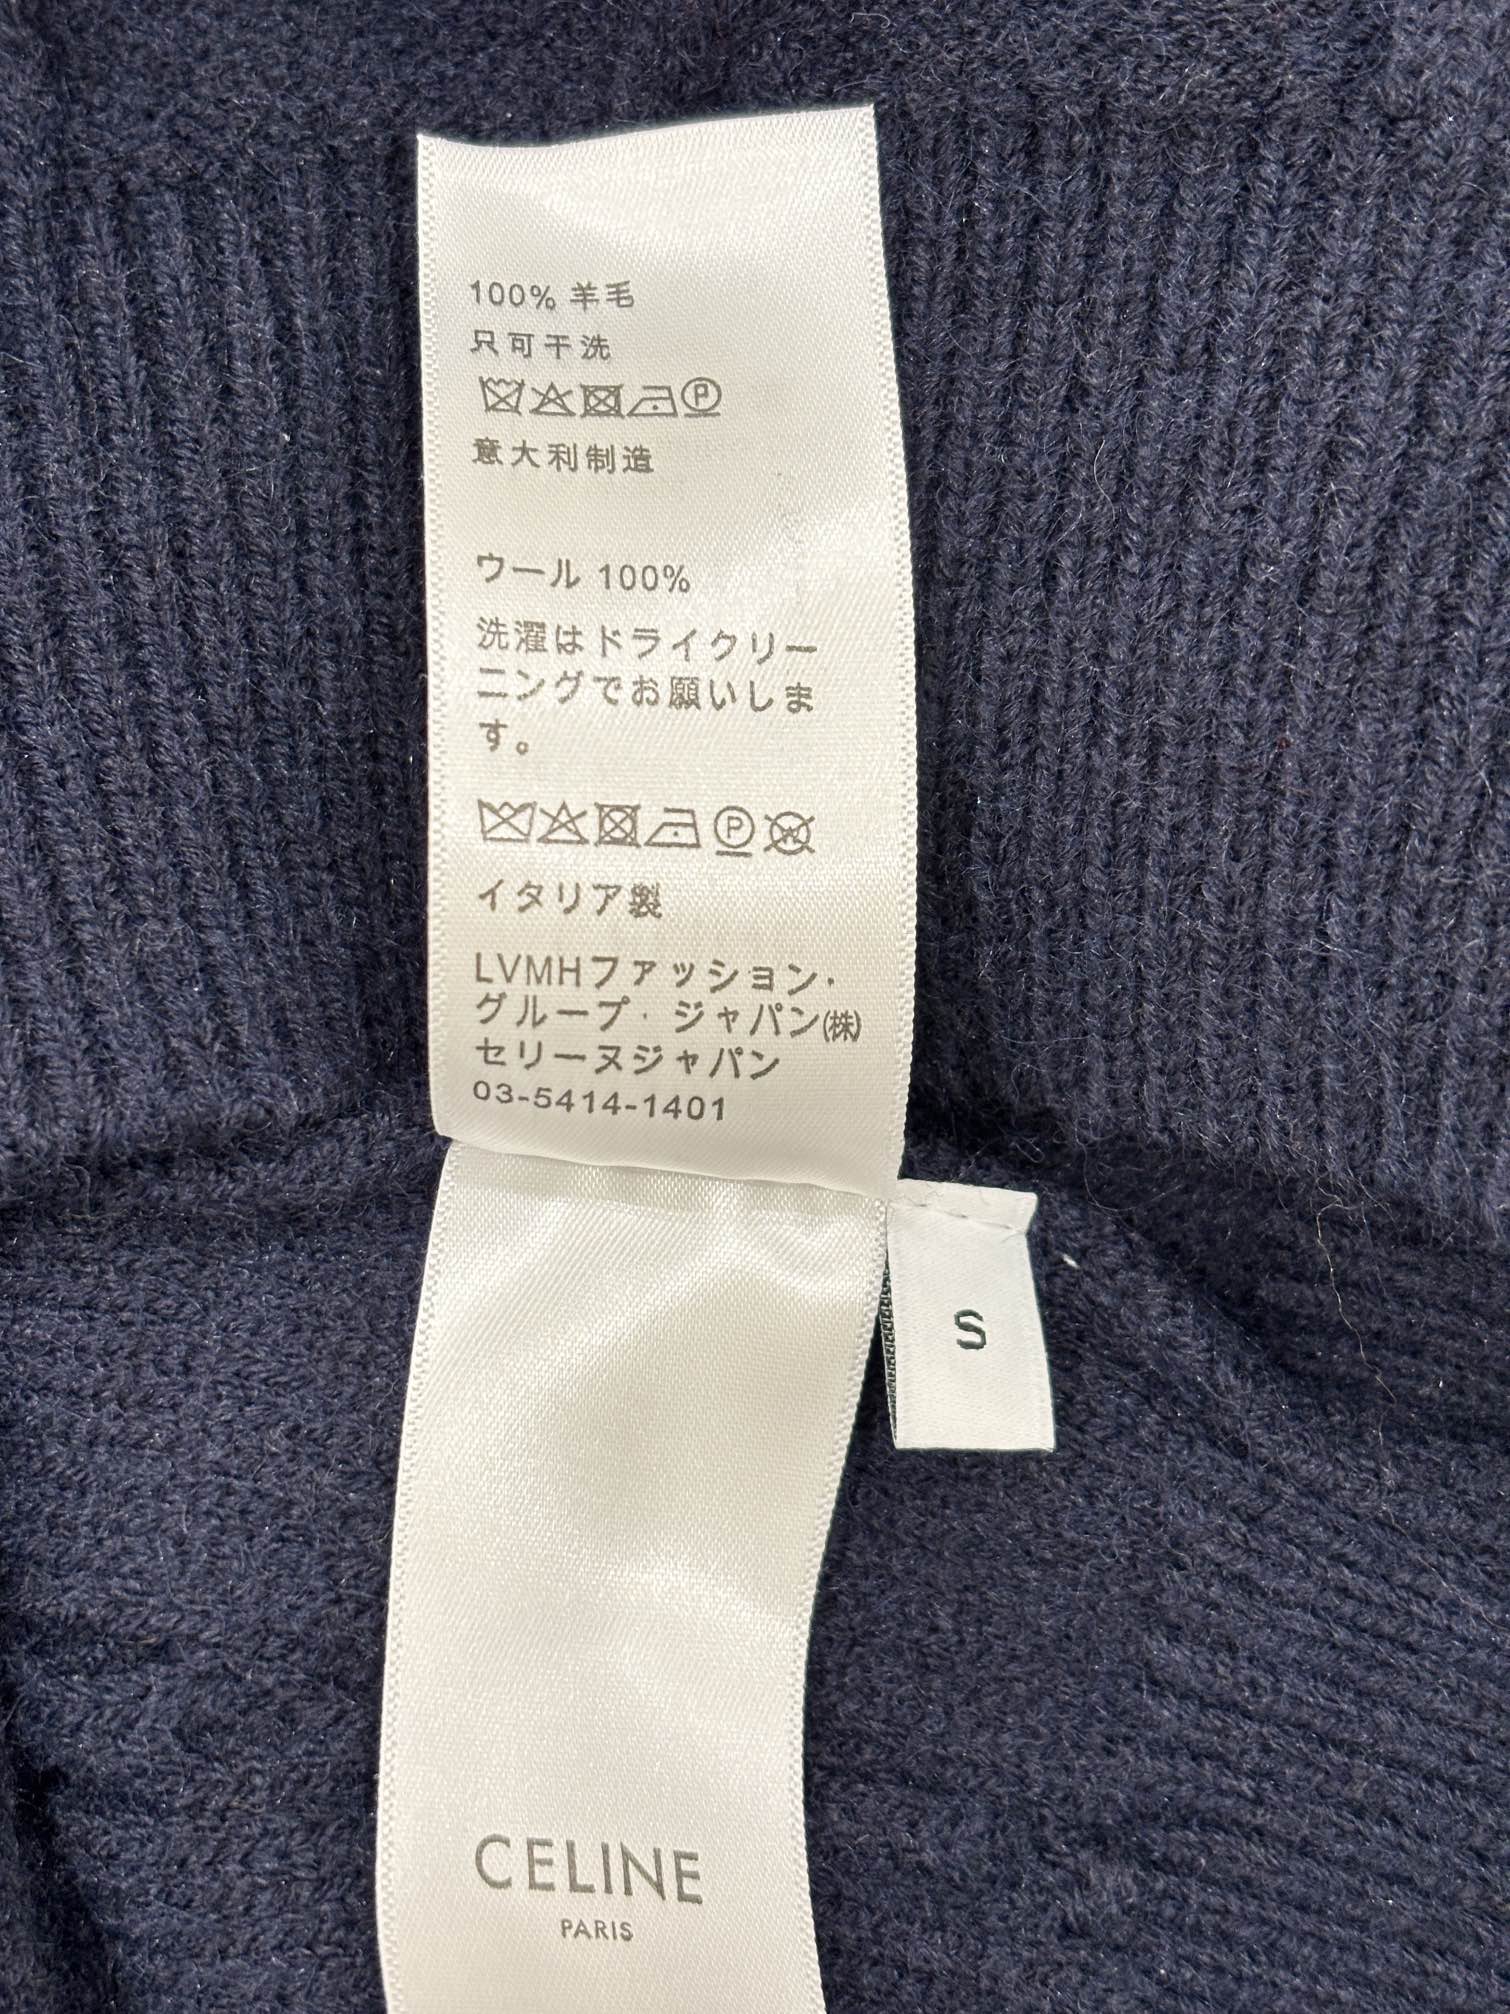 100% 羊毛
只可干洗
P
意大利制造
ウール 100%
洗濯はドライクリー
ニングでお願いしま
す。
P W
イタリア製
LVMHファッション・
グループ・ジャパン㈱
セリーヌジャパン
03-5414-1401
S
CELINE
PARIS